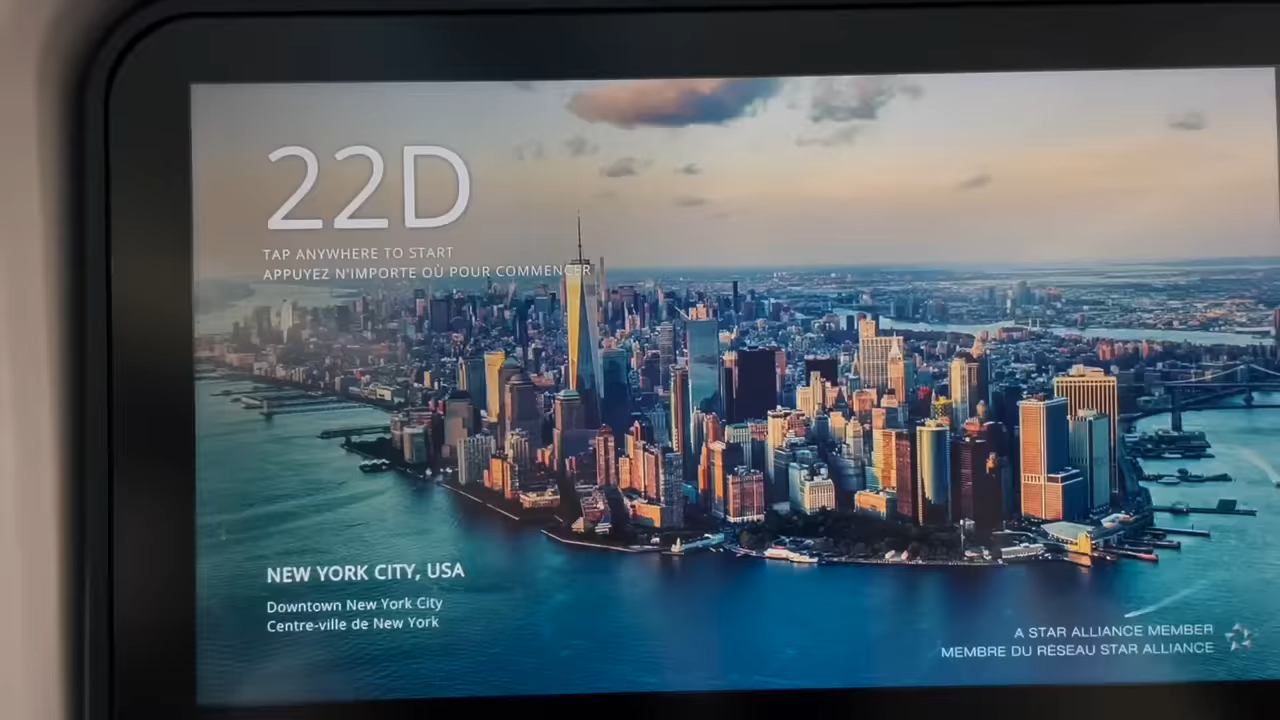 22D
TAP ANYWHERE TO START
APPUYEZ N'IMPORTE OÙ POUR COMMENCER
NEW YORK CITY, USA
Downtown New York City
Centre-ville de New York
A STAR ALLIANCE MEMBER
MEMBRE DU RÉSEAU STAR ALLIANCE